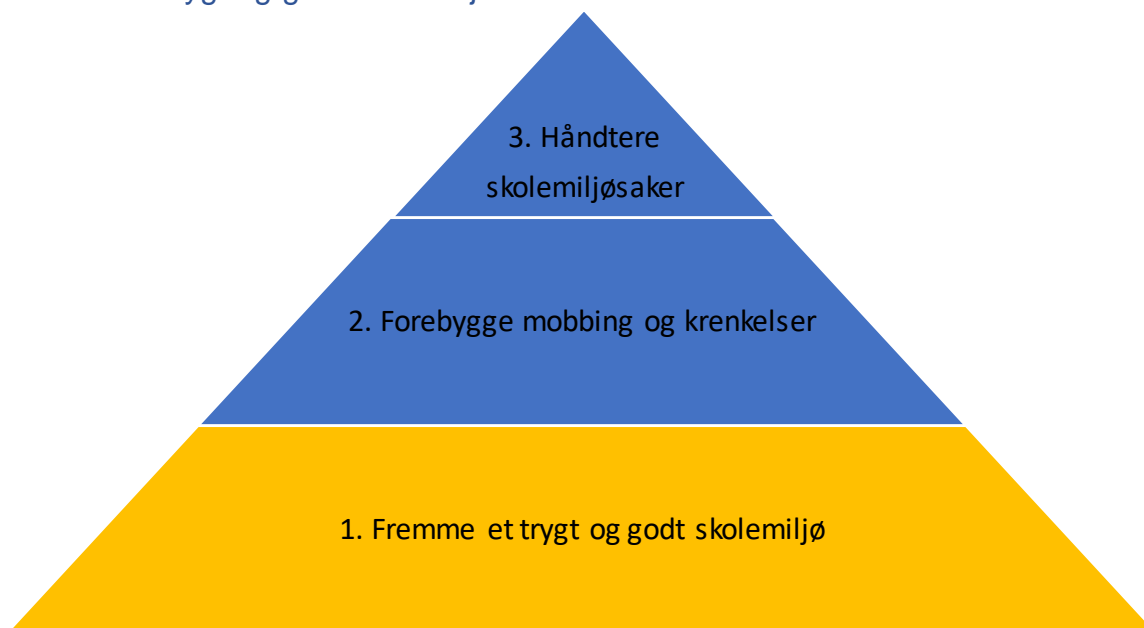 3. Håndtere
skolemiljøsaker
2. Forebygge mobbing og krenkelser
1. Fremme et trygt og godt skolemiljø